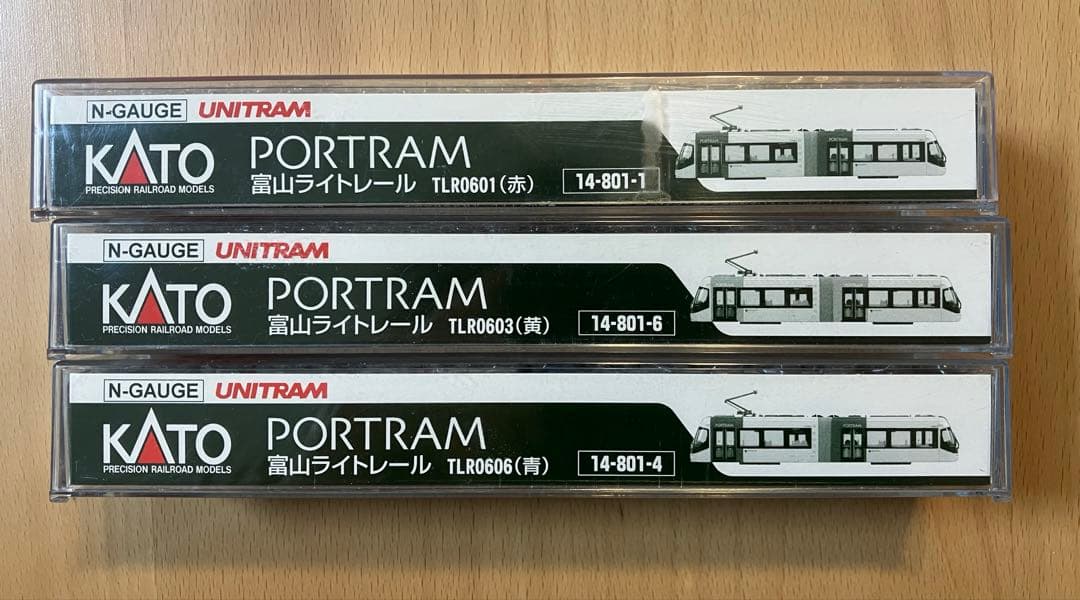 N-GAUGE UNITRAM
KATO PORTRAM
PRECISION RAILROAD MODELS 富山ライトレール TLR0601(赤) 14-801-1
N-GAUGE UNITRAM
KATO PORTRAM
PRECISION RAILROAD MODELS 富山ライトレール TLR0603(黄) 14-801-6
N-GAUGE UNITRAM
KATO PORTRAM
PRECISION RAILROAD MODELS 富山ライトレール TLR0606(青) 14-801-4